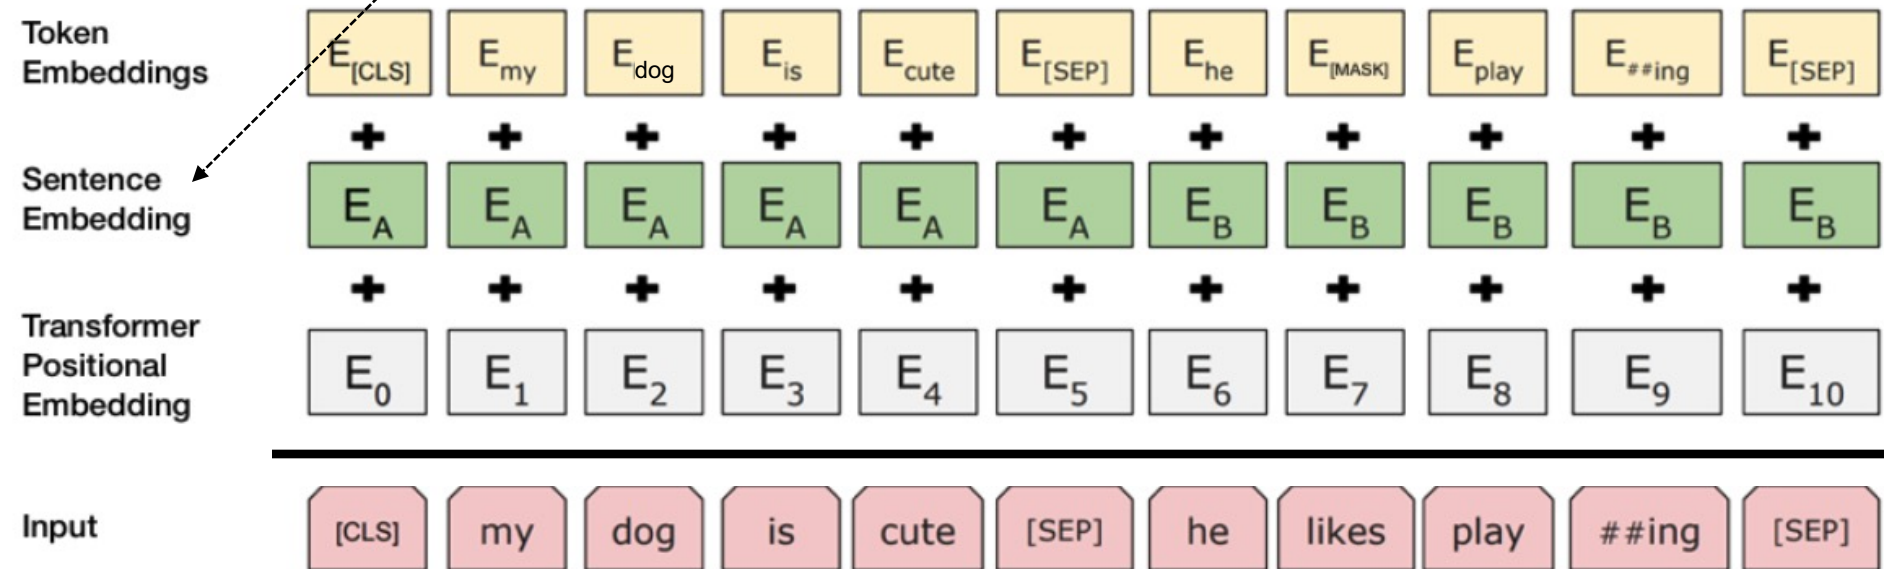 Token
Embeddings
E[CLS] Emy Edog Eis Ecute E[SEP] Ehe E[MASK] Eplay E##ing E[SEP]
+ + + + + + + + + + +
Sentence
Embedding
EA EA EA EA EA EA EB EB EB EB EB
+ + + + + + + + + + +
Transformer
Positional
Embedding
E0 E1 E2 E3 E4 E5 E6 E7 E8 E9 E10
Input
[CLS] my dog is cute [SEP] he likes play ##ing [SEP]